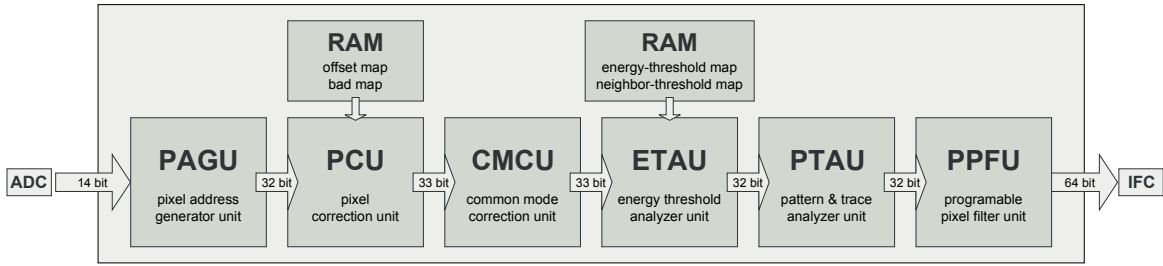 RAM
offset map
bad map
RAM
energy-threshold map
neighbor-threshold map
ADC
14 bit
PAGU
pixel address
generator unit
32 bit
PCU
pixel
correction unit
33 bit
CMCU
common mode
correction unit
33 bit
ETAU
energy threshold
analyzer unit
32 bit
PTAU
pattern & trace
analyzer unit
32 bit
PPFU
programable
pixel filter unit
64 bit
IFC